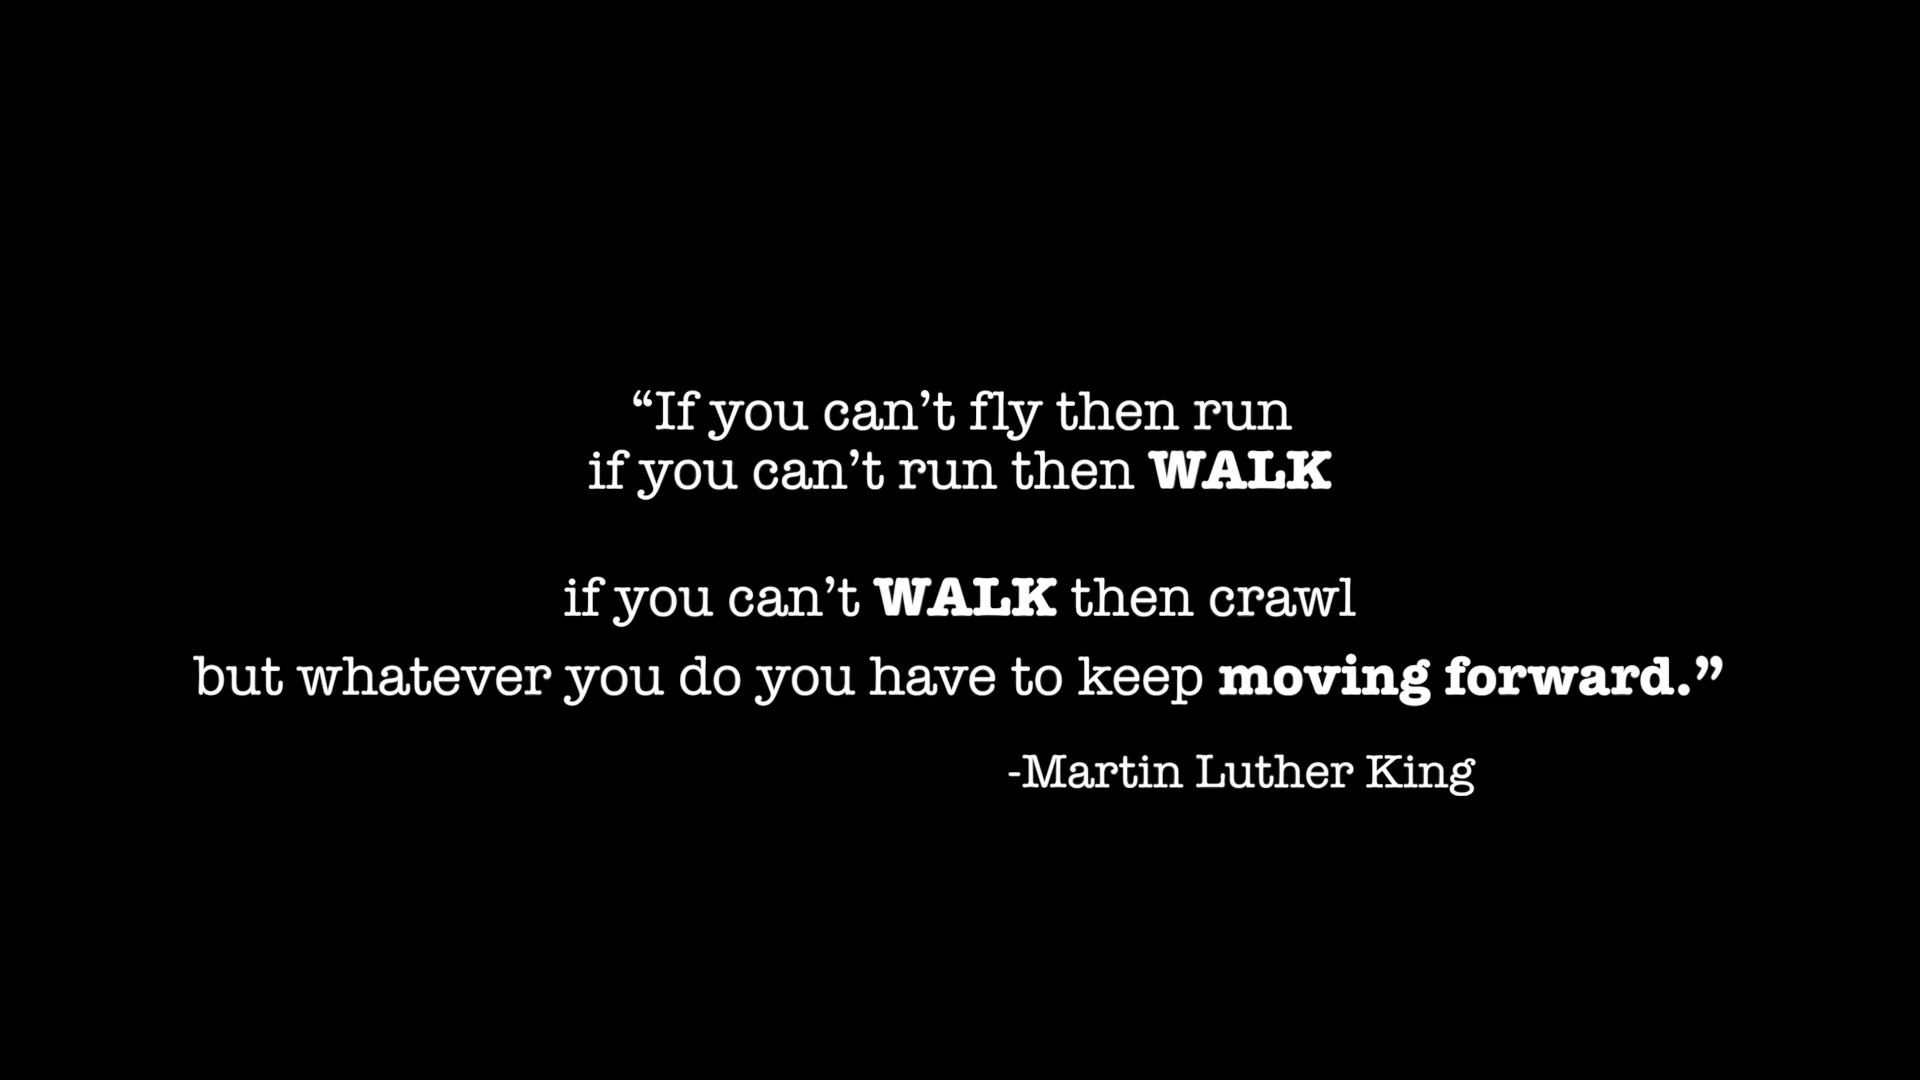 “If you can’t fly then run
if you can’t run then WALK
if you can’t WALK then crawl
but whatever you do you have to keep moving forward.”
-Martin Luther King